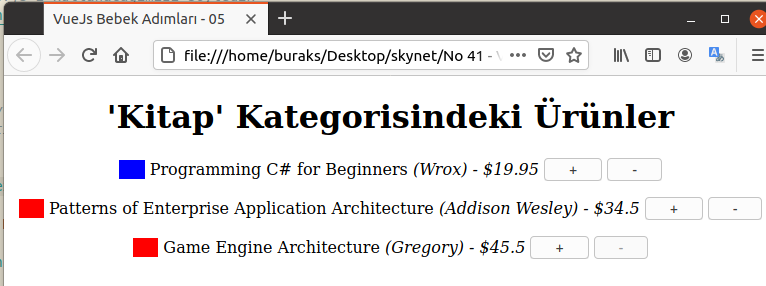 VueJs Bebek Adımları - 05
file:///home/buraks/Desktop/skynet/No 41 -
'Kitap' Kategorisindeki Ürünler
Programming C# for Beginners (Wrox) - $19.95 + -
Patterns of Enterprise Application Architecture (Addison Wesley) - $34.5 + -
Game Engine Architecture (Gregory) - $45.5 + -